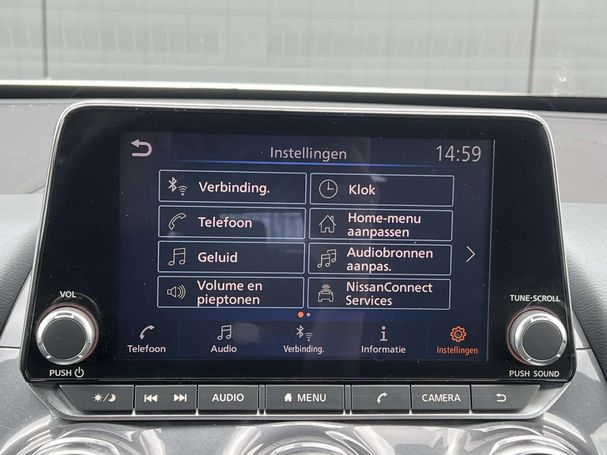 Instellingen
14:59
Verbinding.
Klok
Telefoon
Home-menu
aanpassen
Geluid
Audiobronnen
aanpas.
Volume en
pieptonen
NissanConnect
Services
VOL
TUNE·SCROLL
Telefoon
Audio
Verbinding.
Informatie
Instellingen
PUSH
PUSH SOUND
AUDIO
MENU
CAMERA